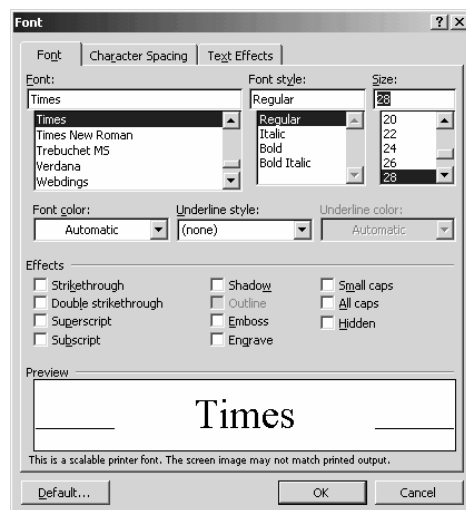 Font
Font Character Spacing Text Effects
Font: Font style: Size:
Times Regular 28
Times Regular 20
Times New Roman Italic 22
Trebuchet MS Bold 24
Verdana Bold Italic 26
Webdings 28
Font color: Underline style: Underline color:
Automatic (none) Automatic
Effects
Strikethrough Shadow Small caps
Double strikethrough Outline All caps
Superscript Emboss Hidden
Subscript Engrave
Preview
Times
This is a scalable printer font. The screen image may not match printed output.
Default... OK Cancel